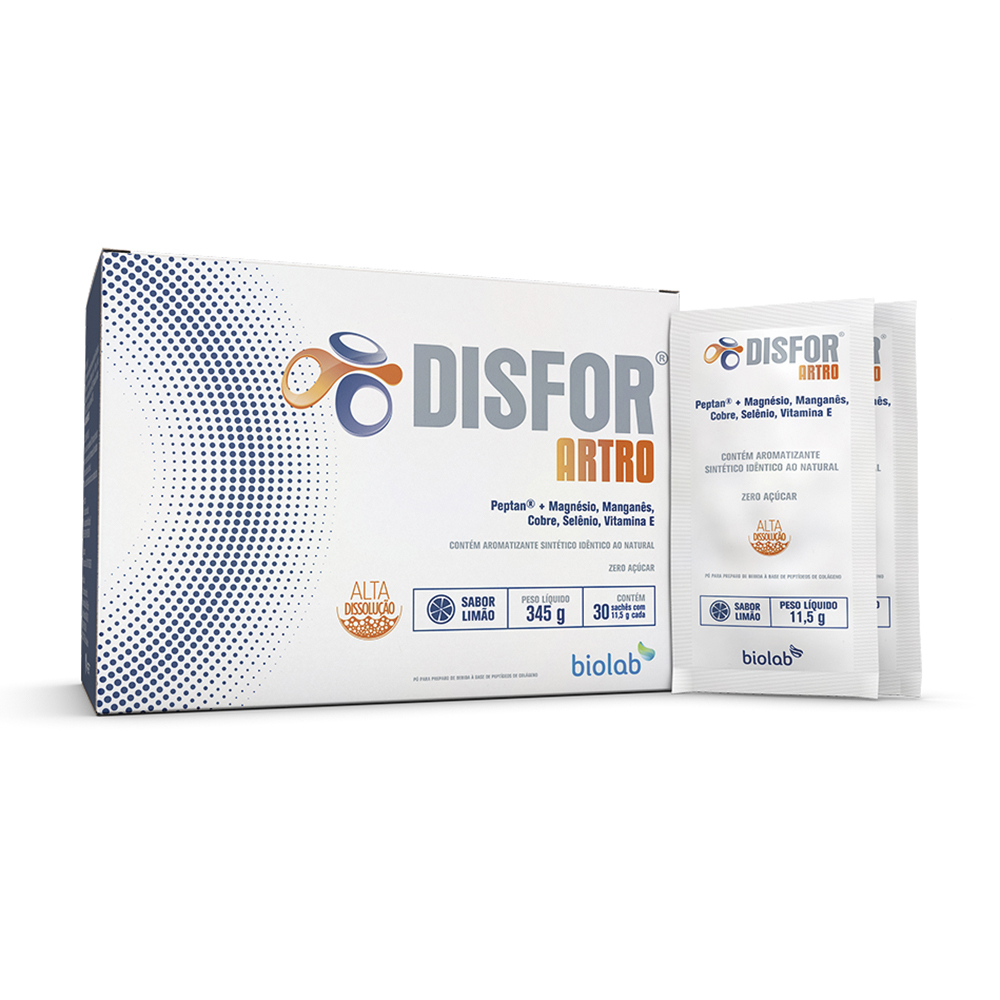 DISFOR®
ARTRO
Peptan® + Magnésio, Manganês,
Cobre, Selênio, Vitamina E
CONTÉM AROMATIZANTE SINTÉTICO IDÊNTICO AO NATURAL
ZERO AÇÚCAR
ALTA
DISSOLUÇÃO
SABOR
LIMÃO
PESO LÍQUIDO
345 g
CONTÉM
30 sachês com
11,5 g cada
biolab
PÓ PARA PREPARO DE BEBIDA À BASE DE PEPTÍDEOS DE COLÁGENO
DISFOR®
ARTRO
Peptan® + Magnésio, Manganês,
Cobre, Selênio, Vitamina E
CONTÉM AROMATIZANTE
SINTÉTICO IDÊNTICO AO NATURAL
ZERO AÇÚCAR
ALTA
DISSOLUÇÃO
PÓ PARA PREPARO DE BEBIDA À BASE DE PEPTÍDEOS DE COLÁGENO
SABOR
LIMÃO
PESO LÍQUIDO
11,5 g
biolab